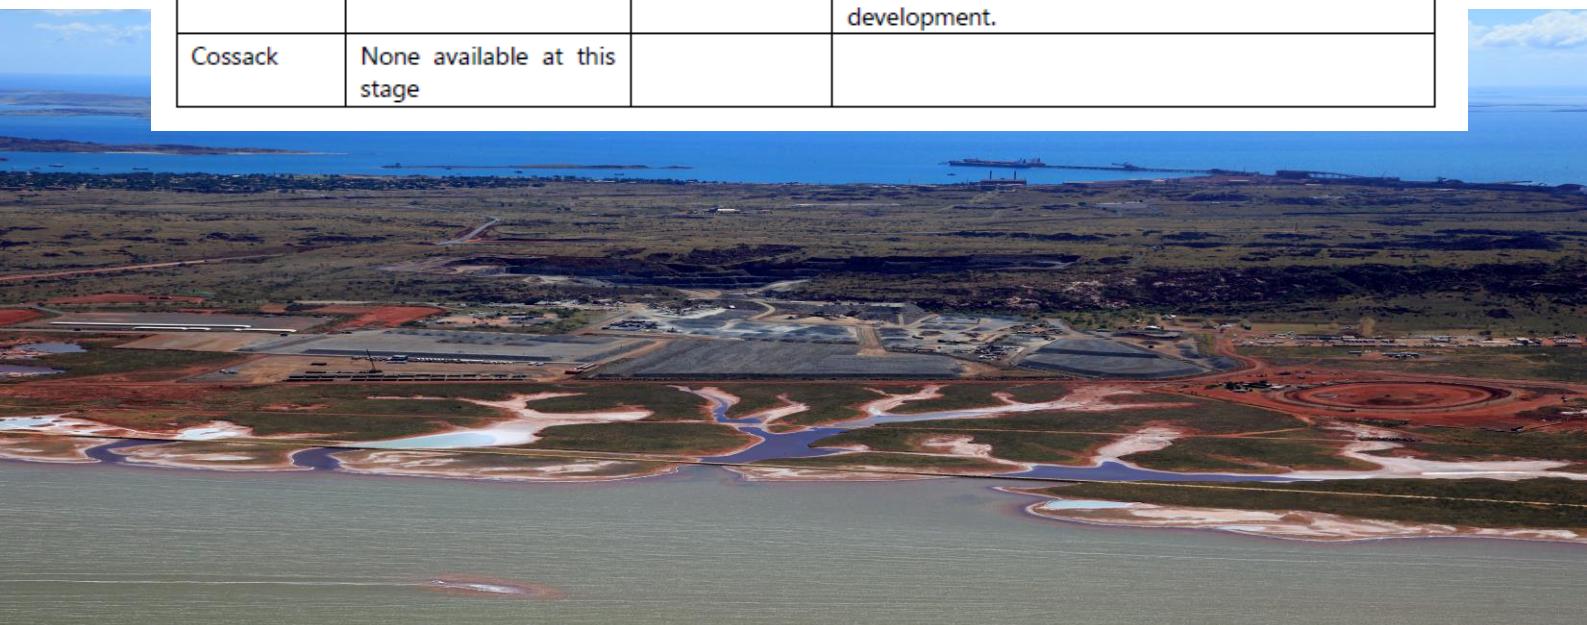 development.
Cossack
None available at this
stage